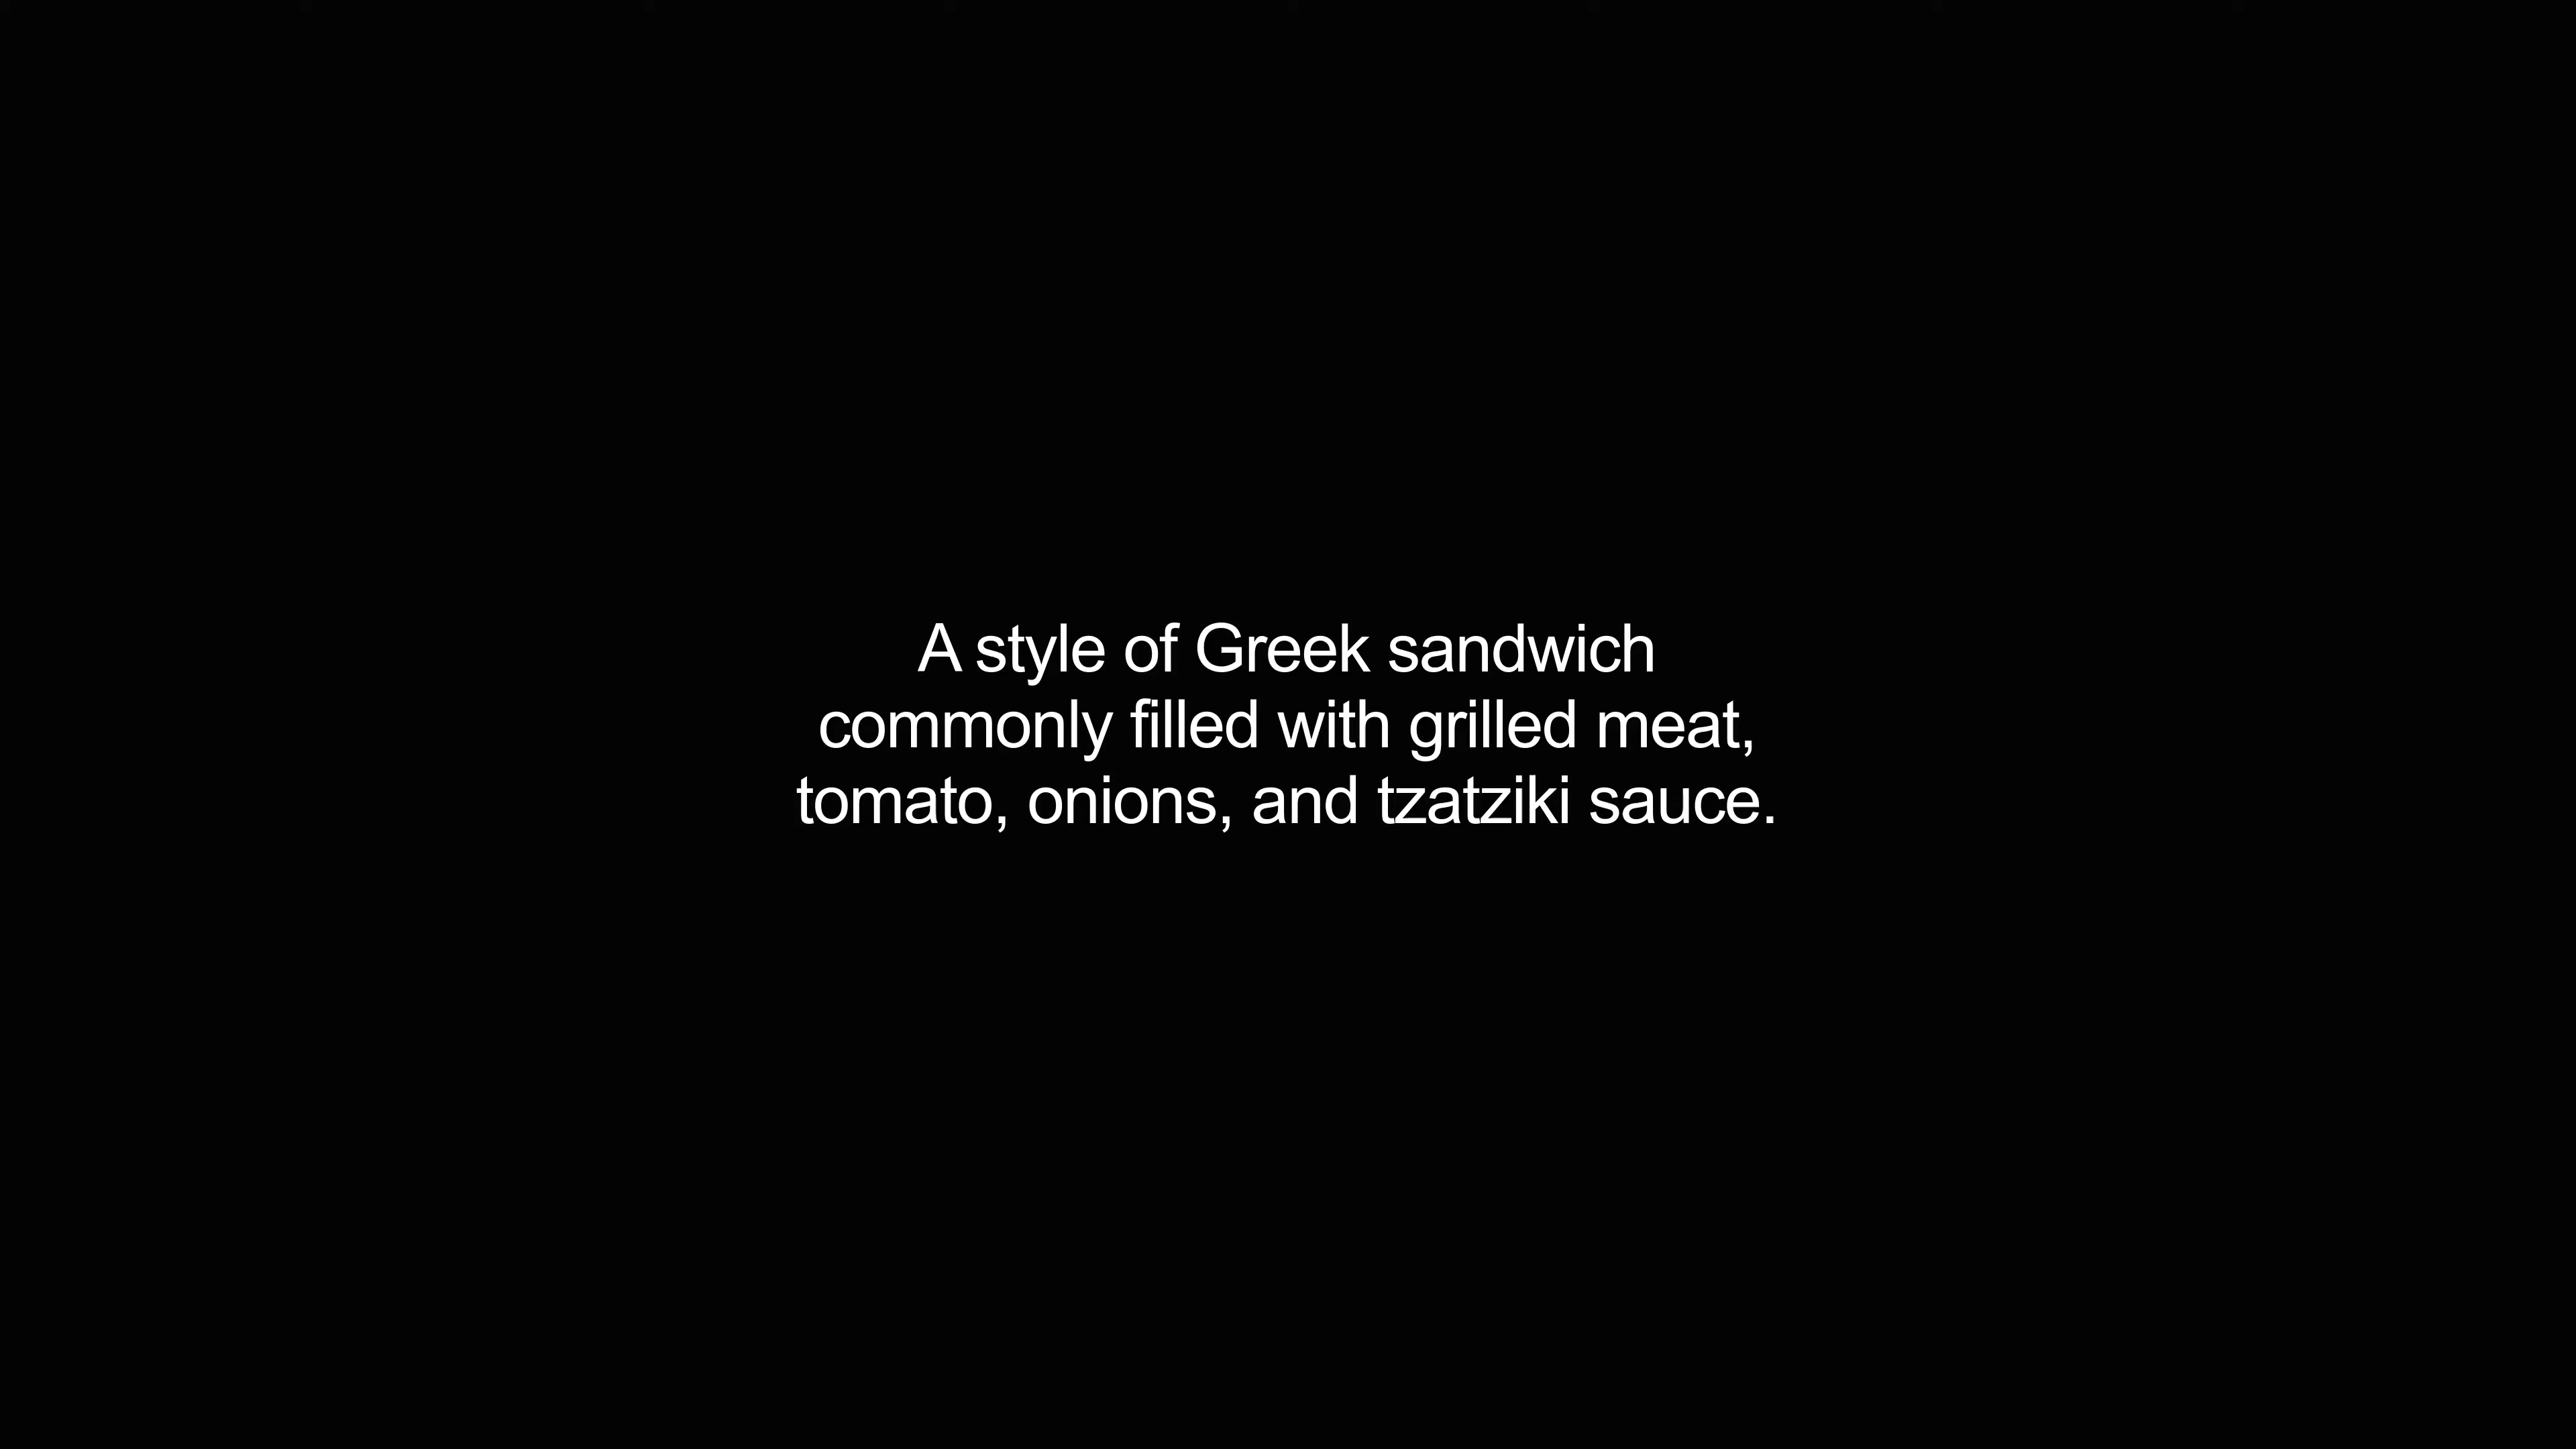 A style of Greek sandwich
commonly filled with grilled meat,
tomato, onions, and tzatziki sauce.